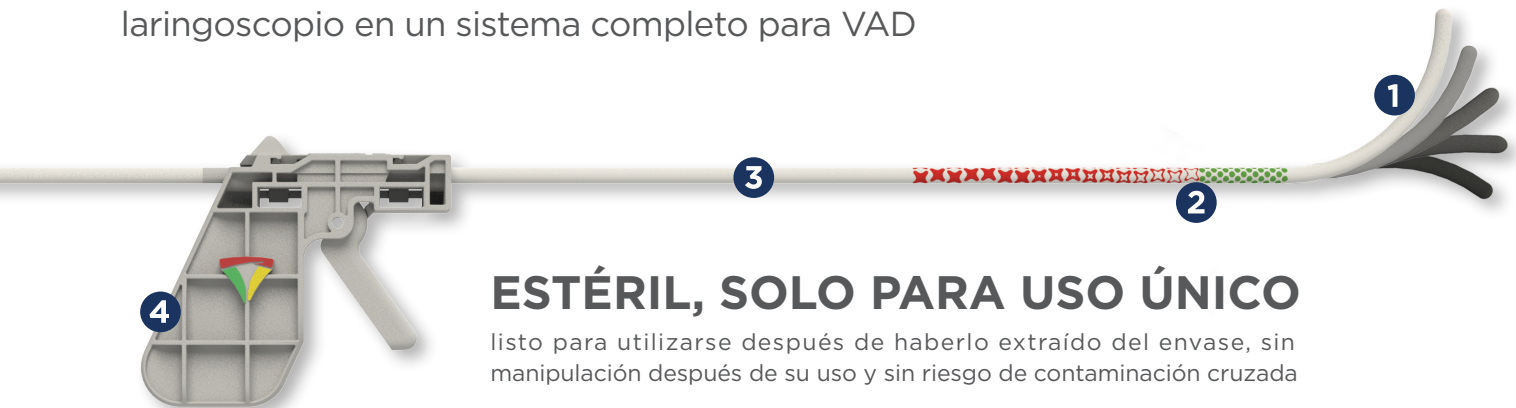 laringoscopio en un sistema completo para VAD
1
3
2
4
ESTÉRIL, SOLO PARA USO ÚNICO
listo para utilizarse después de haberlo extraído del envase, sin
manipulación después de su uso y sin riesgo de contaminación cruzada